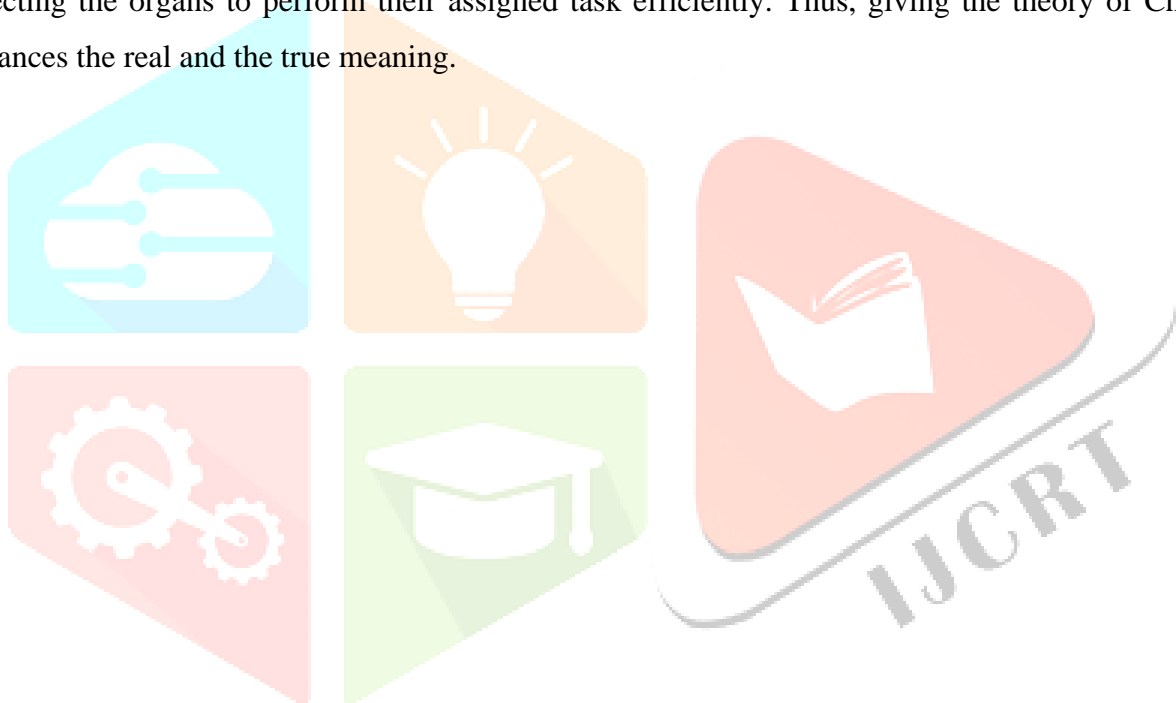 ecting the organs to perform their assigned task efficiently. Thus, giving the theory of
ances the real and the true meaning.
IJCRT